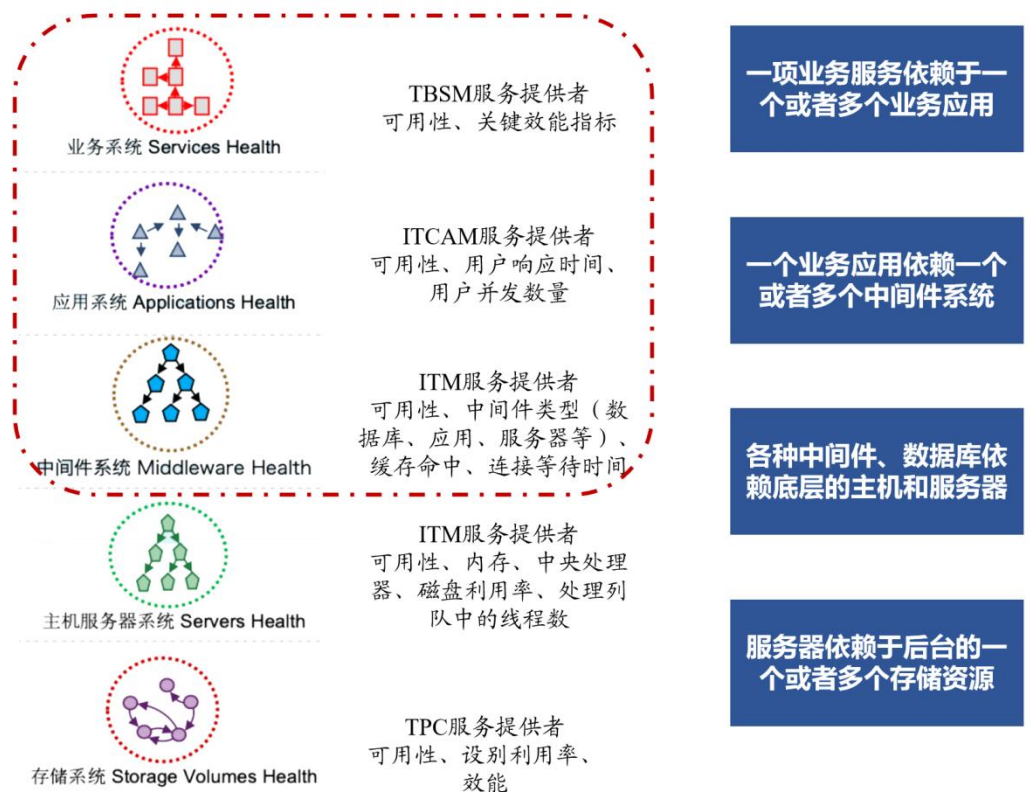 TBSM服务提供者
可用性、关键效能指标
业务系统 Services Health
一项业务服务依赖于一
个或者多个业务应用
ITCAM服务提供者
可用性、用户响应时间、
用户并发数量
应用系统 Applications Health
一个业务应用依赖一个
或者多个中间件系统
ITM服务提供者
可用性、中间件类型（数
据库、应用、服务器等）、
缓存命中、连接等待时间
中间件系统 Middleware Health
各种中间件、数据库依
赖底层的主机和服务器
ITM服务提供者
可用性、内存、中央处理
器、磁盘利用率、处理列
队中的线程数
主机服务器系统 Servers Health
服务器依赖于后台的一
个或者多个存储资源
TPC服务提供者
可用性、设别利用率、
效能
存储系统 Storage Volumes Health